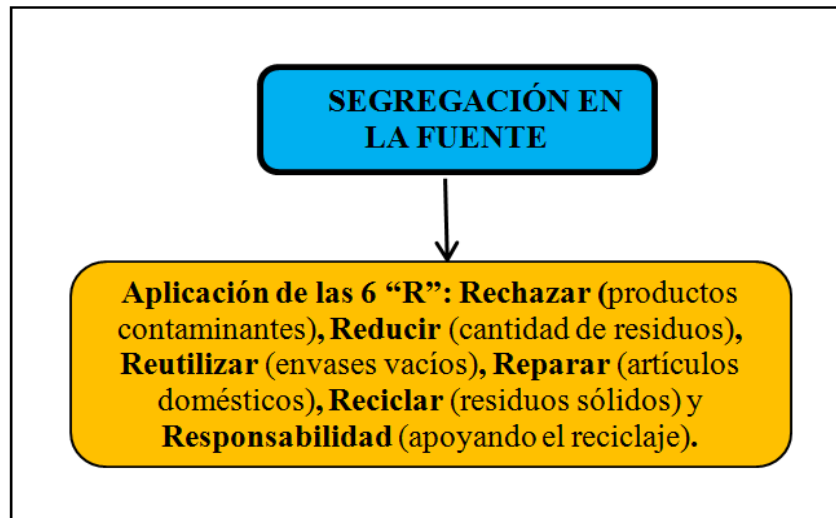 SEGREGACIÓN EN
LA FUENTE
Aplicación de las 6 “R”: Rechazar (productos
contaminantes), Reducir (cantidad de residuos),
Reutilizar (envases vacíos), Reparar (artículos
domésticos), Reciclar (residuos sólidos) y
Responsabilidad (apoyando el reciclaje).